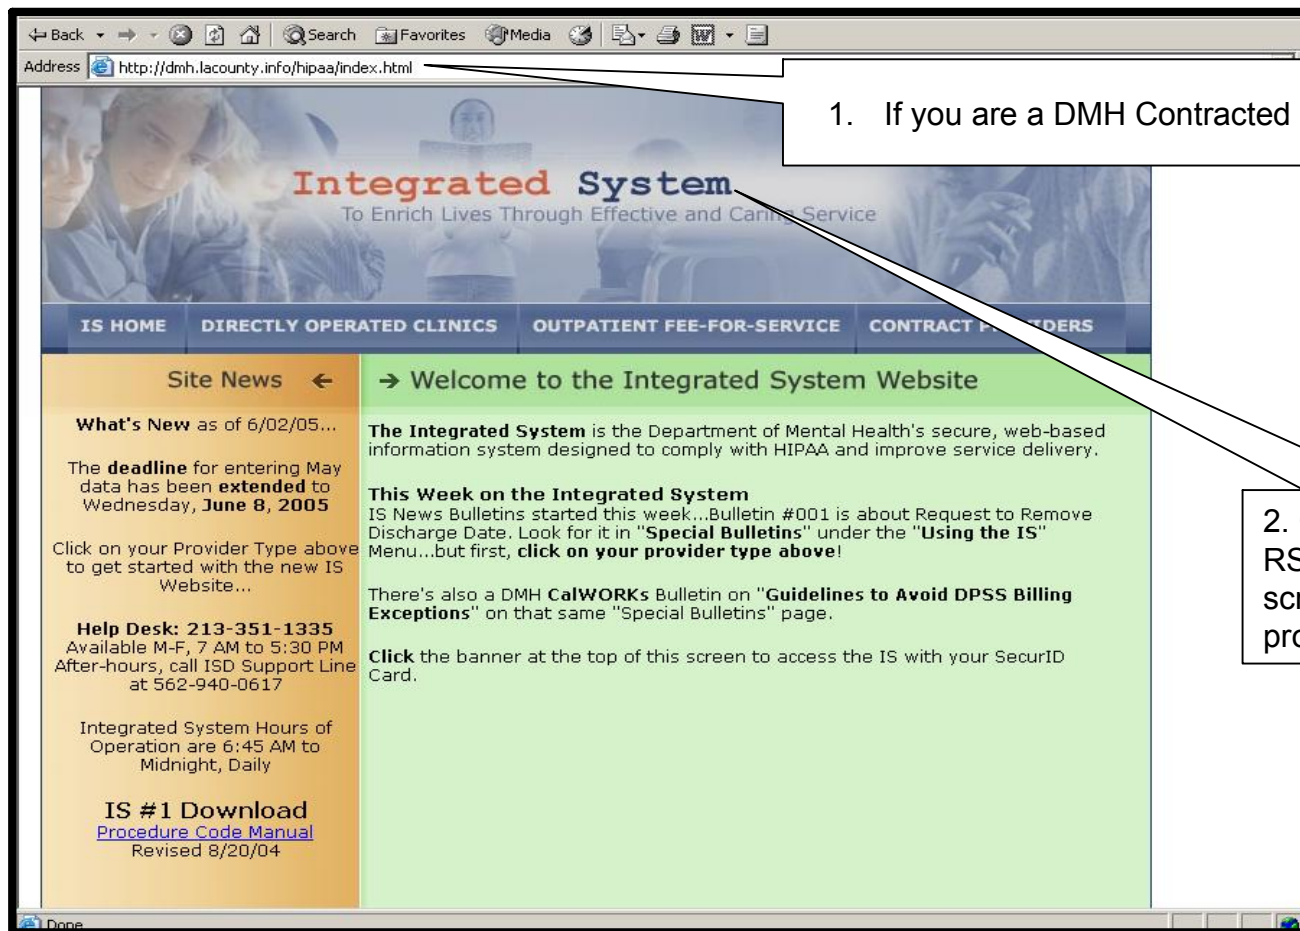 Back Search Favorites Media
Address http://dmh.lacounty.info/hipaa/index.html
1. If you are a DMH Contracted
Integrated System
To Enrich Lives Through Effective and Caring Service
IS HOME DIRECTLY OPERATED CLINICS OUTPATIENT FEE-FOR-SERVICE CONTRACT PROVIDERS
Site News
What's New as of 6/02/05...
The deadline for entering May
data has been extended to
Wednesday, June 8, 2005
Click on your Provider Type above
to get started with the new IS
Website...
Help Desk: 213-351-1335
Available M-F, 7 AM to 5:30 PM
After-hours, call ISD Support Line
at 562-940-0617
Integrated System Hours of
Operation are 6:45 AM to
Midnight, Daily
IS #1 Download
Procedure Code Manual
Revised 8/20/04
Welcome to the Integrated System Website
The Integrated System is the Department of Mental Health's secure, web-based
information system designed to comply with HIPAA and improve service delivery.
This Week on the Integrated System
IS News Bulletins started this week...Bulletin #001 is about Request to Remove
Discharge Date. Look for it in "Special Bulletins" under the "Using the IS"
Menu...but first, click on your provider type above!
There's also a DMH CalWORKs Bulletin on "Guidelines to Avoid DPSS Billing
Exceptions" on that same "Special Bulletins" page.
Click the banner at the top of this screen to access the IS with your SecurID
Card.
2.
RS
scr
pro
Done